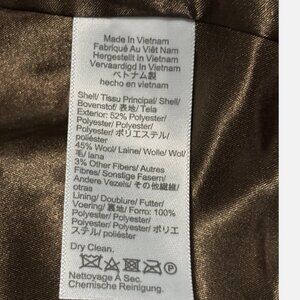 Made In Vietnam
Fabriqué Au Viêt Nam
Hergestellt In Vietnam
Vervaardigd In Vietnam
ベトナム製
hecho en vietnam
Shell/ Tissu Principal/ Shell/
Bovenstof/ 表地/ Tela
Exterior: 52% Polyester/
Polyester/ Polyester/
Polyester/ ポリエステル/
poliéster
45% Wool/ Laine/ Wolle/ Wol/
毛/ lana
3% Other Fibers/ Autres
Fibres/ Sonstige Fasern/
Andere Vezels/ その他繊維/
otraa
Lining/ Doublure/ Futter/
Voering/ 裏地/ Forro: 100%
Polyester/ Polyester/
Polyester/ Polyester/ ポリエ
ステル/ poliéster
Dry Clean.
P
Nettoyage A Sec.
Chemische Reinigung.